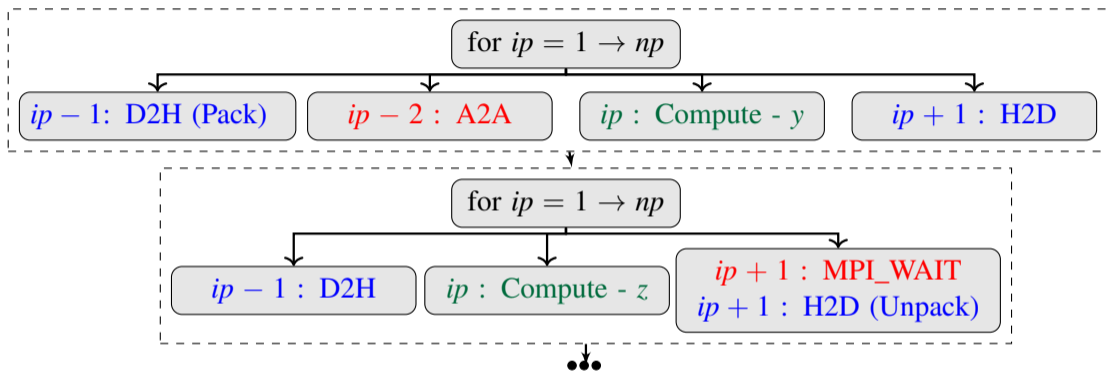 for ip = 1 → np
ip − 1: D2H (Pack)
ip − 2 : A2A
ip : Compute - y
ip + 1 : H2D
for ip = 1 → np
ip − 1 : D2H
ip : Compute - z
ip + 1 : MPI_WAIT
ip + 1 : H2D (Unpack)